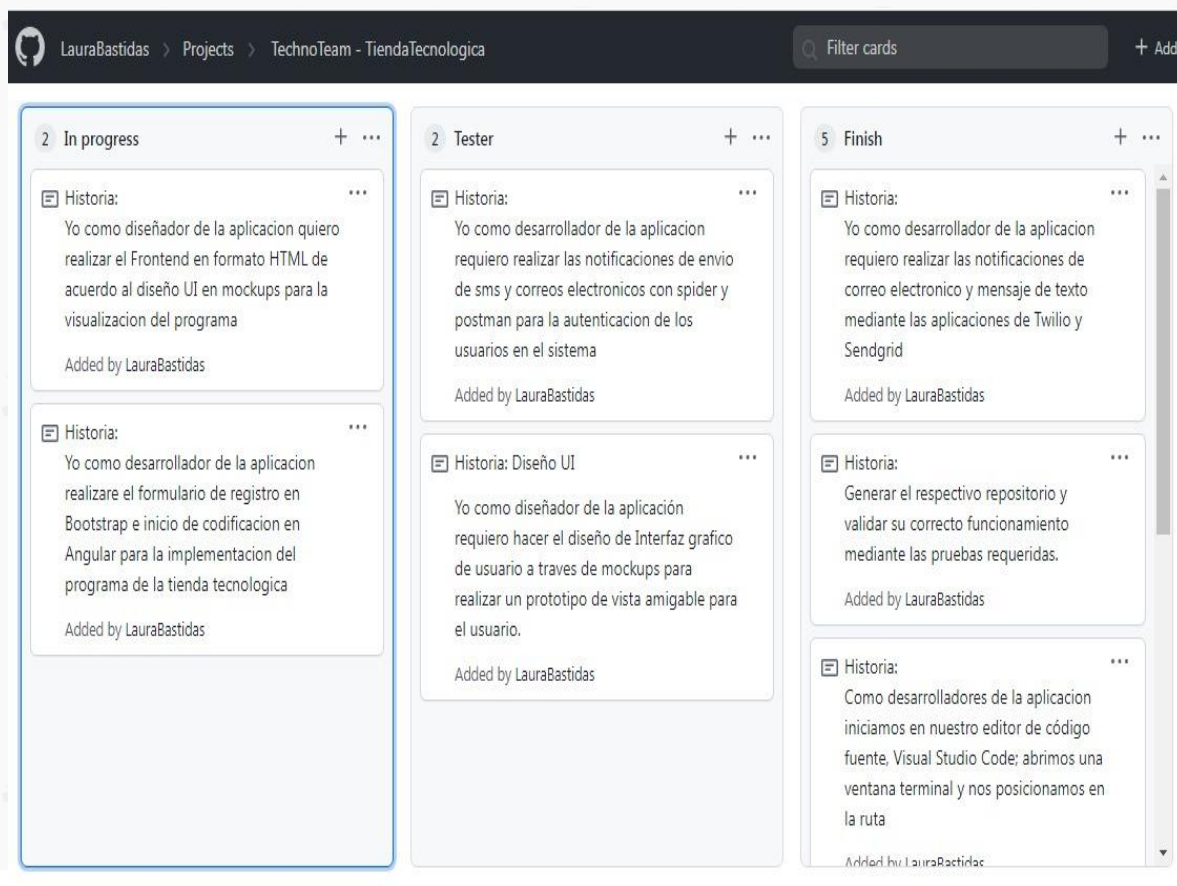 LauraBastidas > Projects > TechnoTeam - TiendaTecnologica
Filter cards
+ Add
2 In progress
Historia:
Yo como diseñador de la aplicacion quiero
realizar el Frontend en formato HTML de
acuerdo al diseño UI en mockups para la
visualizacion del programa
Added by LauraBastidas
Historia:
Yo como desarrollador de la aplicacion
realizare el formulario de registro en
Bootstrap e inicio de codificacion en
Angular para la implementacion del
programa de la tienda tecnologica
Added by LauraBastidas
2 Tester
Historia:
Yo como desarrollador de la aplicacion
requiero realizar las notificaciones de envio
de sms y correos electronicos con spider y
postman para la autenticacion de los
usuarios en el sistema
Added by LauraBastidas
Historia: Diseño UI
Yo como diseñador de la aplicación
requiero hacer el diseño de Interfaz grafico
de usuario a traves de mockups para
realizar un prototipo de vista amigable para
el usuario.
Added by LauraBastidas
5 Finish
Historia:
Yo como desarrollador de la aplicacion
requiero realizar las notificaciones de
correo electronico y mensaje de texto
mediante las aplicaciones de Twilio y
Sendgrid
Added by LauraBastidas
Historia:
Generar el respectivo repositorio y
validar su correcto funcionamiento
mediante las pruebas requeridas.
Added by LauraBastidas
Historia:
Como desarrolladores de la aplicacion
iniciamos en nuestro editor de código
fuente, Visual Studio Code; abrimos una
ventana terminal y nos posicionamos en
la ruta
Added by LauraBastidas